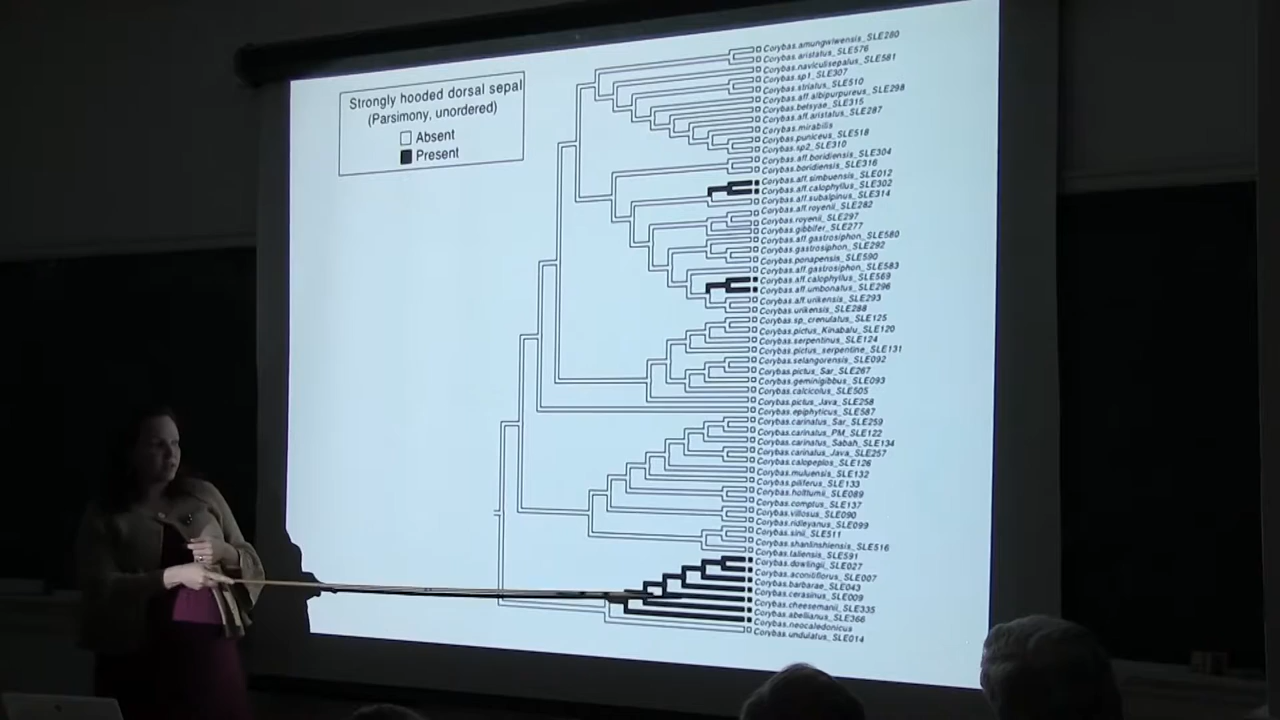 Strongly hooded dorsal sepal
(Parsimony, unordered)
Absent
Present
Corybas.amungwiwensis_SLE280
Corybas.aristatus_SLE576
Corybas.naviculisepalus_SLE581
Corybas.sp1_SLE307
Corybas.striatus_SLE510
Corybas.aff.albipurpureus_SLE298
Corybas.betsyae_SLE315
Corybas.aff.aristatus_SLE287
Corybas.mirabilis
Corybas.puniceus_SLE518
Corybas.sp2_SLE310
Corybas.aff.boridiensis_SLE304
Corybas.boridiensis_SLE316
Corybas.aff.simbuensis_SLE012
Corybas.aff.calophyllus_SLE302
Corybas.aff.subalpinus_SLE314
Corybas.aff.royenii_SLE282
Corybas.royenii_SLE297
Corybas.gibbifer_SLE277
Corybas.aff.gastrosiphon_SLE580
Corybas.gastrosiphon_SLE292
Corybas.ponapensis_SLE590
Corybas.aff.gastrosiphon_SLE583
Corybas.aff.calophyllus_SLE569
Corybas.aff.umbonatus_SLE296
Corybas.aff.urikensis_SLE293
Corybas.urikensis_SLE288
Corybas.sp_crenulatus_SLE125
Corybas.pictus_Kinabalu_SLE120
Corybas.serpentinus_SLE124
Corybas.pictus_serpentine_SLE131
Corybas.selangorensis_SLE092
Corybas.pictus_Sar_SLE267
Corybas.geminigibbus_SLE093
Corybas.calcicolus_SLE505
Corybas.pictus_Java_SLE258
Corybas.epiphyticus_SLE587
Corybas.carinatus_Sar_SLE259
Corybas.carinatus_PM_SLE122
Corybas.carinatus_Sabah_SLE134
Corybas.carinatus_Java_SLE257
Corybas.calopeplos_SLE126
Corybas.muluensis_SLE132
Corybas.piliferus_SLE133
Corybas.holttumii_SLE089
Corybas.comptus_SLE137
Corybas.villosus_SLE090
Corybas.ridleyanus_SLE099
Corybas.sinii_SLE511
Corybas.shanlinshiensis_SLE516
Corybas.taliensis_SLE591
Corybas.dowlingii_SLE027
Corybas.aconitiflorus_SLE007
Corybas.barbarae_SLE043
Corybas.cerasinus_SLE009
Corybas.cheesemanii_SLE335
Corybas.abellianus_SLE366
Corybas.neocaledonicus
Corybas.undulatus_SLE014